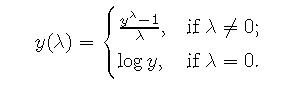 y(λ) = { (y^λ − 1)/λ, if λ ≠ 0;
log y, if λ = 0.